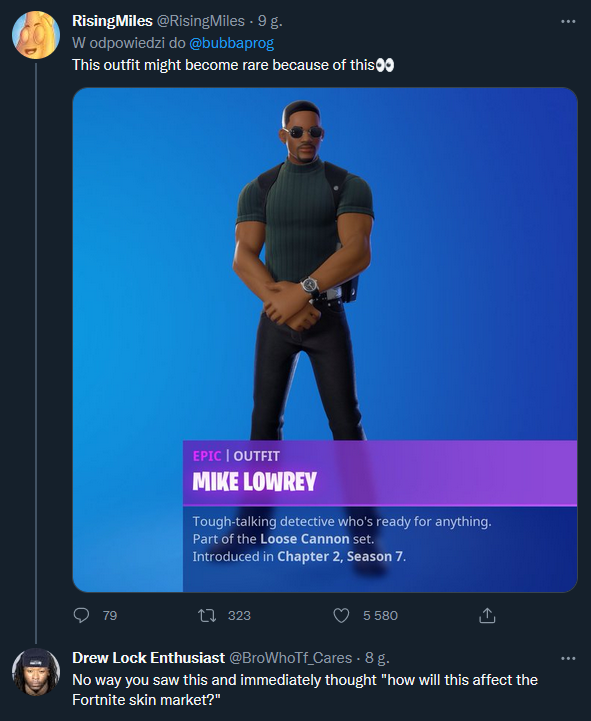 RisingMiles @RisingMiles · 9 g.
W odpowiedzi do @bubbaprog
This outfit might become rare because of this👀
EPIC | OUTFIT
MIKE LOWREY
Tough-talking detective who's ready for anything.
Part of the Loose Cannon set.
Introduced in Chapter 2, Season 7.
79 323 5 580
Drew Lock Enthusiast @BroWhoTf_Cares · 8 g.
No way you saw this and immediately thought "how will this affect the
Fortnite skin market?"